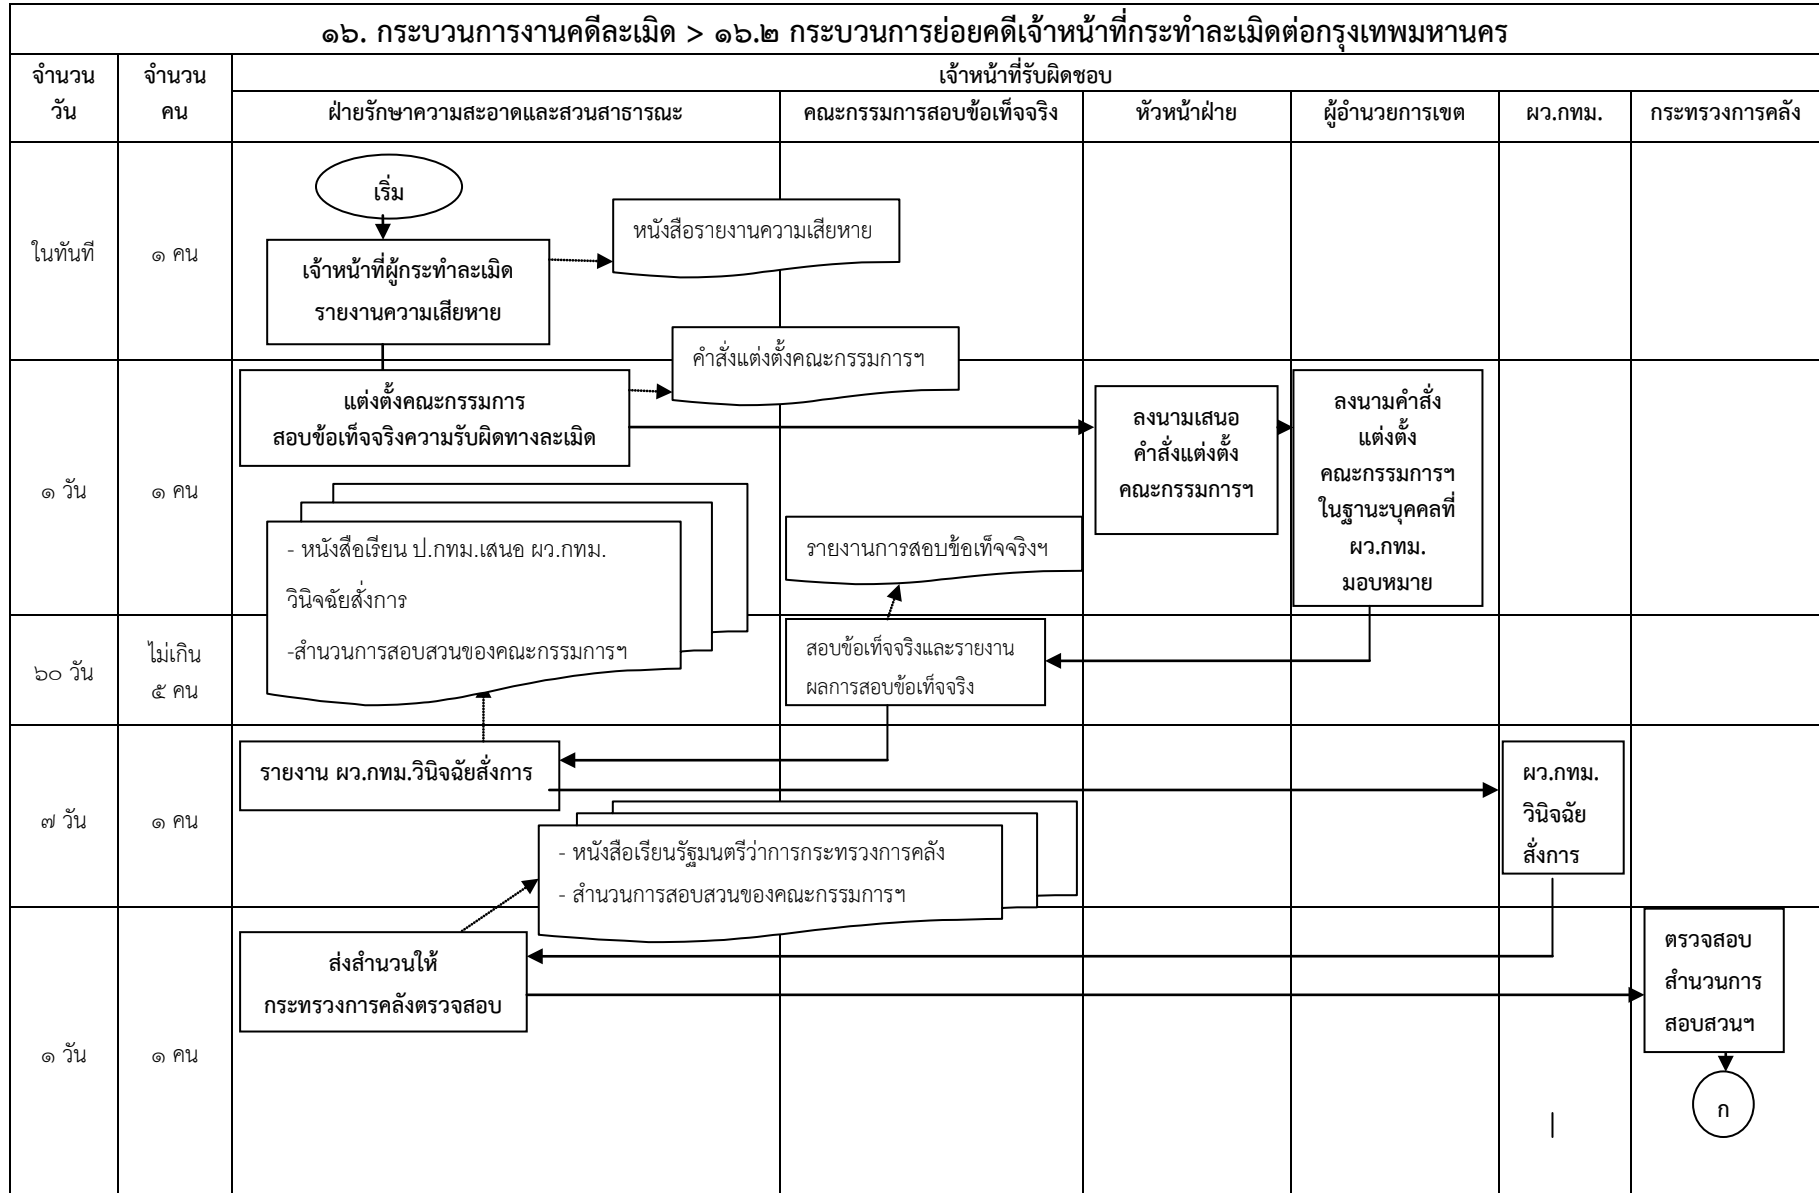 ๑๖. กระบวนการงานคดีละเมิด > ๑๖.๒ กระบวนการย่อยคดีเจ้าหน้าที่กระทำละเมิดต่อกรุงเทพมหานคร
จำนวน
วัน
จำนวน
คน
เจ้าหน้าที่รับผิดชอบ
ฝ่ายรักษาความสะอาดและสวนสาธารณะ
คณะกรรมการสอบข้อเท็จจริง
หัวหน้าฝ่าย
ผู้อำนวยการเขต
ผว.กทม.
กระทรวงการคลัง
ในทันที
๑ คน
เริ่ม
เจ้าหน้าที่ผู้กระทำละเมิด
รายงานความเสียหาย
หนังสือรายงานความเสียหาย
๑ วัน
๑ คน
แต่งตั้งคณะกรรมการ
สอบข้อเท็จจริงความรับผิดทางละเมิด
คำสั่งแต่งตั้งคณะกรรมการฯ
ลงนามเสนอ
คำสั่งแต่งตั้ง
คณะกรรมการฯ
ลงนามคำสั่ง
แต่งตั้ง
คณะกรรมการฯ
ในฐานะบุคคลที่
ผว.กทม.
มอบหมาย
- หนังสือเรียน ป.กทม.เสนอ ผว.กทม.
วินิจฉัยสั่งการ
-สำนวนการสอบสวนของคณะกรรมการฯ
รายงานการสอบข้อเท็จจริงฯ
๖๐ วัน
ไม่เกิน
๕ คน
สอบข้อเท็จจริงและรายงาน
ผลการสอบข้อเท็จจริง
๗ วัน
๑ คน
รายงาน ผว.กทม.วินิจฉัยสั่งการ
ผว.กทม.
วินิจฉัย
สั่งการ
- หนังสือเรียนรัฐมนตรีว่าการกระทรวงการคลัง
- สำนวนการสอบสวนของคณะกรรมการฯ
๑ วัน
๑ คน
ส่งสำนวนให้
กระทรวงการคลังตรวจสอบ
ตรวจสอบ
สำนวนการ
สอบสวนฯ
ก